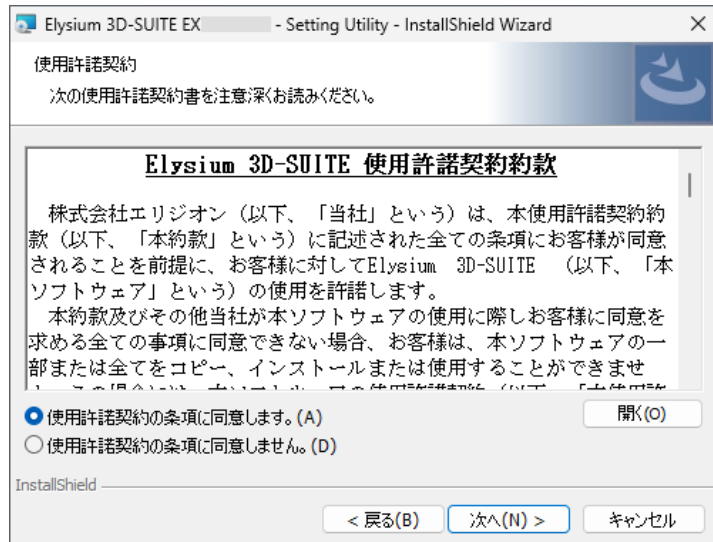 Elysium 3D-SUITE EX - Setting Utility - InstallShield Wizard
使用許諾契約
次の使用許諾契約書を注意深くお読みください。
Elysium 3D-SUITE 使用許諾契約約款
株式会社エリジオン（以下、「当社」という）は、本使用許諾契約約
款（以下、「本約款」という）に記述された全ての条項にお客様が同意
されることを前提に、お客様に対してElysium 3D-SUITE （以下、「本
ソフトウェア」という）の使用を許諾します。
本約款及びその他当社が本ソフトウェアの使用に際しお客様に同意を
求める全ての事項に同意できない場合、お客様は、本ソフトウェアの一
部または全てをコピー、インストールまたは使用することができませ
使用許諾契約の条項に同意します。(A)
開く(O)
使用許諾契約の条項に同意しません。(D)
InstallShield
< 戻る(B)
次へ(N) >
キャンセル